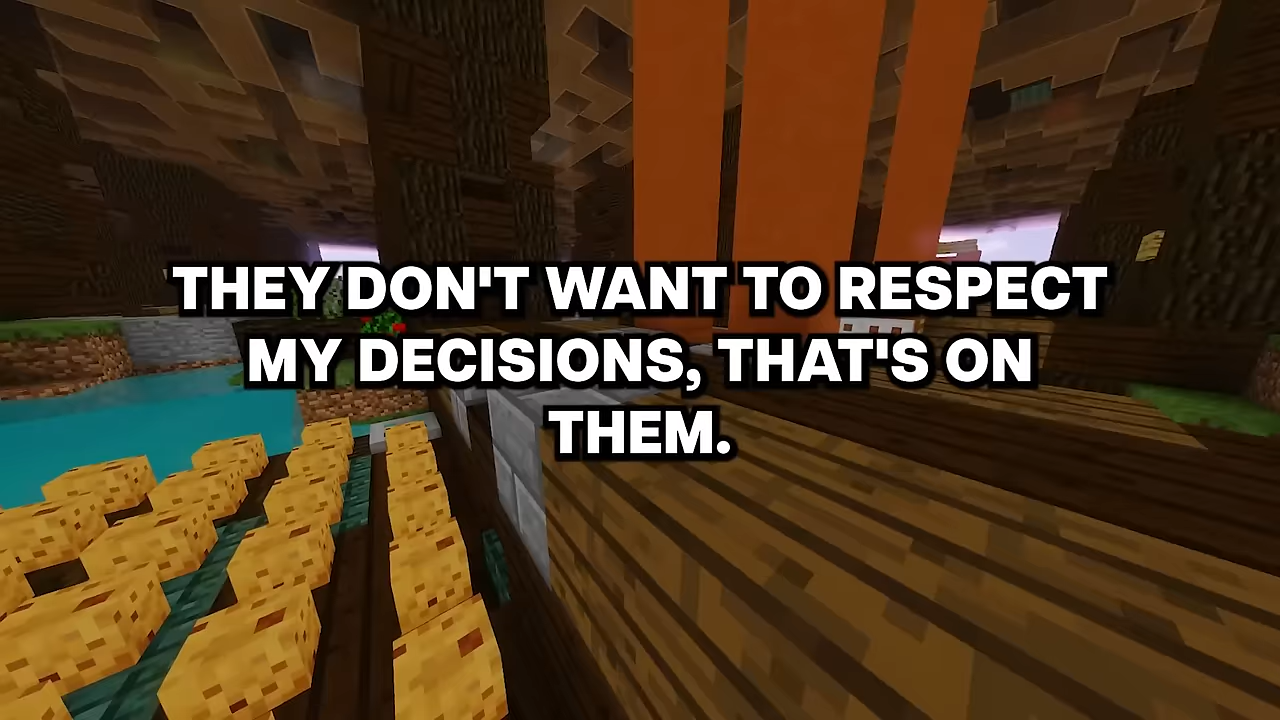 THEY DON'T WANT TO RESPECT
MY DECISIONS, THAT'S ON
THEM.